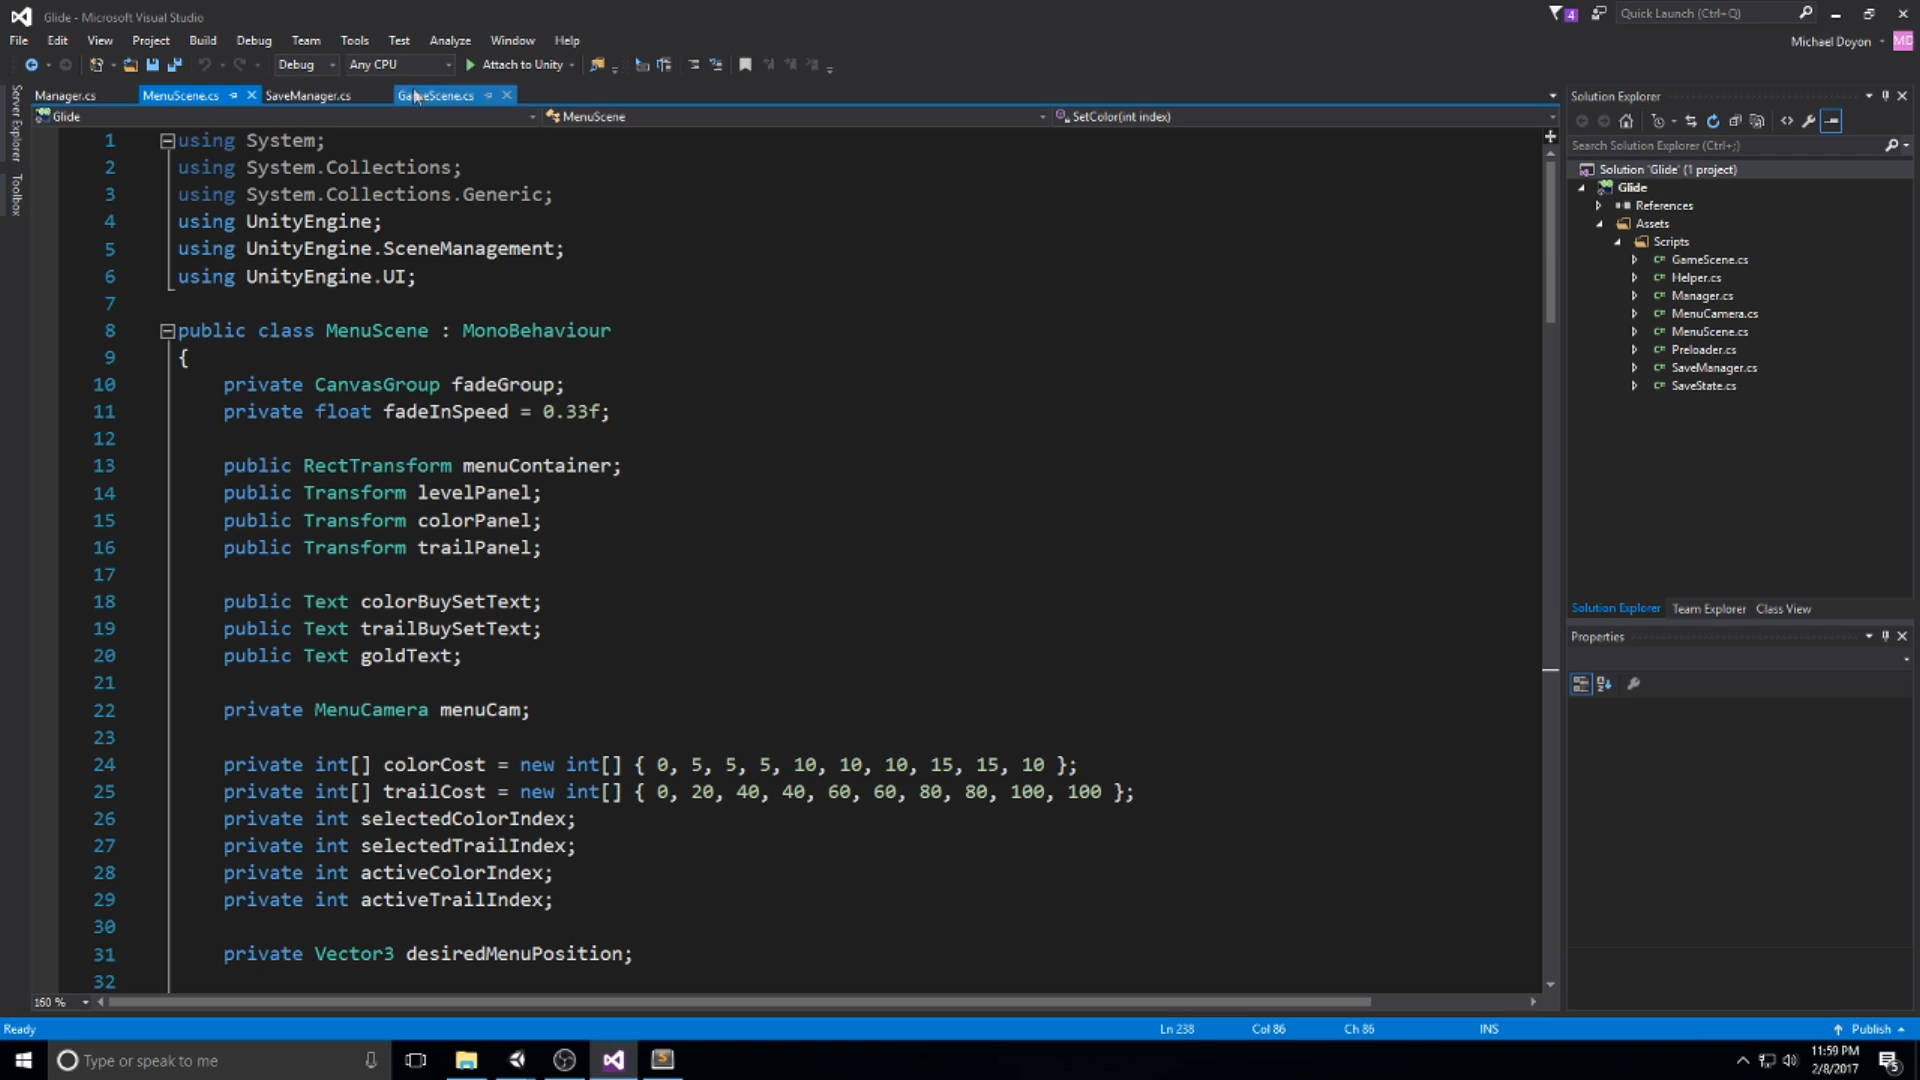 Glide - Microsoft Visual Studio
4
Quick Launch (Ctrl+Q)
File Edit View Project Build Debug Team Tools Test Analyze Window Help
Michael Doyon
MD
Debug Any CPU Attach to Unity
Server Explorer
Toolbox
Manager.cs MenuScene.cs SaveManager.cs GameScene.cs
Glide MenuScene SetColor(int index)
1 using System;
2 using System.Collections;
3 using System.Collections.Generic;
4 using UnityEngine;
5 using UnityEngine.SceneManagement;
6 using UnityEngine.UI;
7
8 public class MenuScene : MonoBehaviour
9 {
10 private CanvasGroup fadeGroup;
11 private float fadeInSpeed = 0.33f;
12
13 public RectTransform menuContainer;
14 public Transform levelPanel;
15 public Transform colorPanel;
16 public Transform trailPanel;
17
18 public Text colorBuySetText;
19 public Text trailBuySetText;
20 public Text goldText;
21
22 private MenuCamera menuCam;
23
24 private int[] colorCost = new int[] { 0, 5, 5, 5, 10, 10, 10, 15, 15, 10 };
25 private int[] trailCost = new int[] { 0, 20, 40, 40, 60, 60, 80, 80, 100, 100 };
26 private int selectedColorIndex;
27 private int selectedTrailIndex;
28 private int activeColorIndex;
29 private int activeTrailIndex;
30
31 private Vector3 desiredMenuPosition;
32
160 %
Solution Explorer
Search Solution Explorer (Ctrl+;)
Solution 'Glide' (1 project)
Glide
References
Assets
Scripts
C# GameScene.cs
C# Helper.cs
C# Manager.cs
C# MenuCamera.cs
C# MenuScene.cs
C# Preloader.cs
C# SaveManager.cs
C# SaveState.cs
Solution Explorer Team Explorer Class View
Properties
Ready Ln 238 Col 86 Ch 86 INS Publish
Type or speak to me
11:59 PM
2/8/2017
5